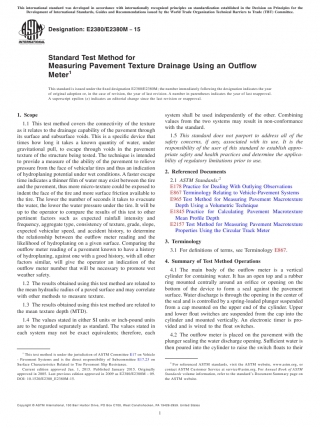 This international standard was developed in accordance with internationally recognized principles on standardization established in the Decision on Principles for the
Development of International Standards, Guides and Recommendations issued by the World Trade Organization Technical Barriers to Trade (TBT) Committee.
Designation: E2380/E2380M - 15
Standard Test Method for
Measuring Pavement Texture Drainage Using an Outflow
Meter1
This standard is issued under the fixed designation E2380/E2380M; the number immediately following the designation indicates the year
of original adoption or, in the case of revision, the year of last revision. A number in parentheses indicates the year of last reapproval.
A superscript epsilon (ε) indicates an editorial change since the last revision or reapproval.
1. Scope
1.1 This test method covers the connectivity of the texture
as it relates to the drainage capability of the pavement through
its surface and subsurface voids. This is a specific device that
times how long it takes a known quantity of water, under
gravitational pull, to escape through voids in the pavement
texture of the structure being tested. The technique is intended
to provide a measure of the ability of the pavement to relieve
pressure from the face of vehicular tires and thus an indication
of hydroplaning potential under wet conditions. A faster escape
time indicates a thinner film of water may exist between the tire
and the pavement, thus more micro-texture could be exposed to
indent the face of the tire and more surface friction available to
the tire. The lower the number of seconds it takes to evacuate
the water, the lower the water pressure under the tire. It will be
up to the operator to compare the results of this test to other
pertinent factors such as expected rainfall intensity and
frequency, aggregate type, consistency of texture, grade, slope,
expected vehicular speed, and accident history, to determine
the relationship between the outflow meter reading and the
likelihood of hydroplaning on a given surface. Comparing the
outflow meter reading of a pavement known to have a history
of hydroplaning, against one with a good history, with all other
factors similar, will give the operator an indication of the
outflow meter number that will be necessary to promote wet
weather safety.
1.2 The results obtained using this test method are related to
the mean hydraulic radius of a paved surface and may correlate
with other methods to measure texture.
1.3 The results obtained using this test method are related to
the mean texture depth (MTD).
1.4 The values stated in either SI units or inch-pound units
are to be regarded separately as standard. The values stated in
each system may not be exact equivalents; therefore, each
1 This test method is under the jurisdiction of ASTM Committee E17 on Vehicle
- Pavement Systems and is the direct responsibility of Subcommittee E17.23 on
Surface Characteristics Related to Tire Pavement Slip Resistance.
Current edition approved Jan. 1, 2015. Published January 2015. Originally
approved in 2005. Last previous edition approved in 2009 as E2380/E2380M – 09.
DOI: 10.1520/E2380_E2380M-15.
system shall be used independently of the other. Combining
values from the two systems may result in non-conformance
with the standard.
1.5 This standard does not purport to address all of the
safety concerns, if any, associated with its use. It is the
responsibility of the user of this standard to establish appro-
priate safety and health practices and determine the applica-
bility of regulatory limitations prior to use.
2. Referenced Documents
2.1 ASTM Standards:2
E178 Practice for Dealing With Outlying Observations
E867 Terminology Relating to Vehicle-Pavement Systems
E965 Test Method for Measuring Pavement Macrotexture
Depth Using a Volumetric Technique
E1845 Practice for Calculating Pavement Macrotexture
Mean Profile Depth
E2157 Test Method for Measuring Pavement Macrotexture
Properties Using the Circular Track Meter
3. Terminology
3.1 For definitions of terms, see Terminology E867.
4. Summary of Test Method Operations
4.1 The main body of the outflow meter is a vertical
cylinder for containing water. It has an open top and a rubber
ring mounted centrally around an orifice or opening on the
bottom of the device to form a seal against the pavement
surface. Water discharge is through the opening in the center of
the seal and is controlled by a spring-loaded plunger suspended
from a cap mounted on the upper end of the cylinder. Upper
and lower float switches are suspended from the cap into the
cylinder and mounted vertically. An electronic timer is pro-
vided and is wired to the float switches.
4.2 The outflow meter is placed on the pavement with the
plunger sealing the water discharge opening. Sufficient water is
then poured into the cylinder to raise the switch floats to their
2 For referenced ASTM standards, visit the ASTM website, www.astm.org, or
contact ASTM Customer Service at service@astm.org. For Annual Book of ASTM
Standards volume information, refer to the standard's Document Summary page on
the ASTM website.
Copyright © ASTM International, 100 Barr Harbor Drive, PO Box C700, West Conshohocken, PA 19428-2959. United States
1